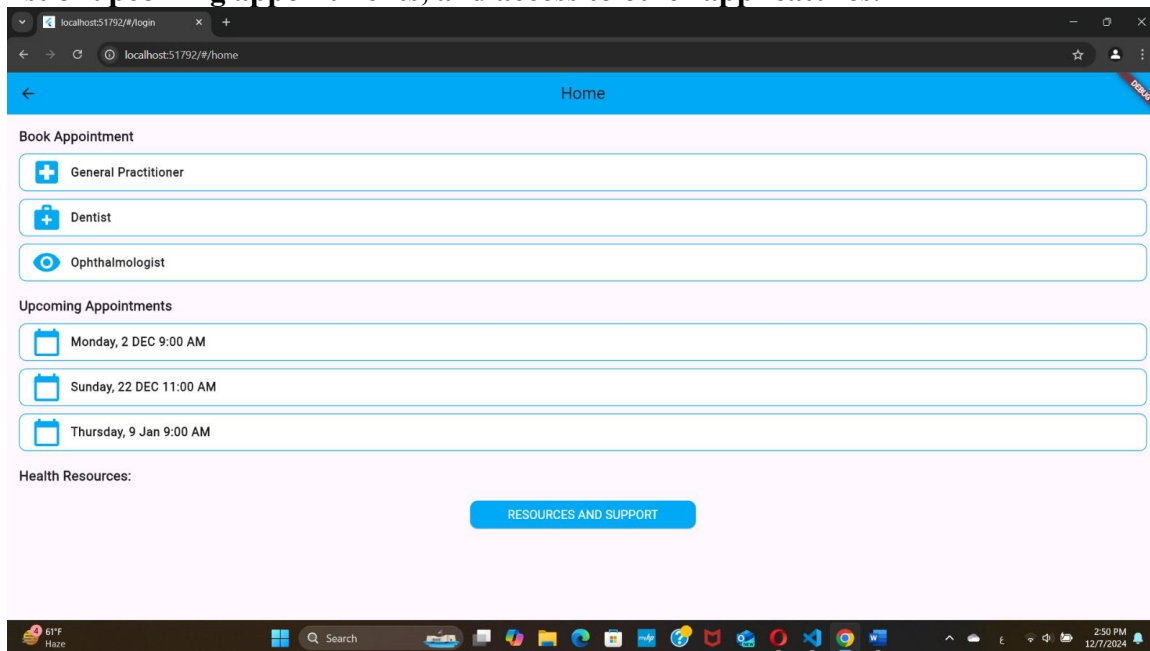 localhost:51792/#/login
localhost:51792/#/home
Home
DEBUG
Book Appointment
General Practitioner
Dentist
Ophthalmologist
Upcoming Appointments
Monday, 2 DEC 9:00 AM
Sunday, 22 DEC 11:00 AM
Thursday, 9 Jan 9:00 AM
Health Resources:
RESOURCES AND SUPPORT
4
61°F
Haze
Search
mdp
ع
2:50 PM
12/7/2024